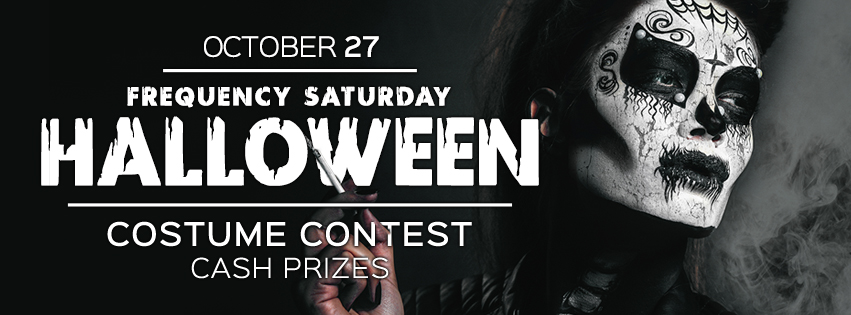 OCTOBER 27
FREQUENCY SATURDAY
HALLOWEEN
COSTUME CONTEST
CASH PRIZES